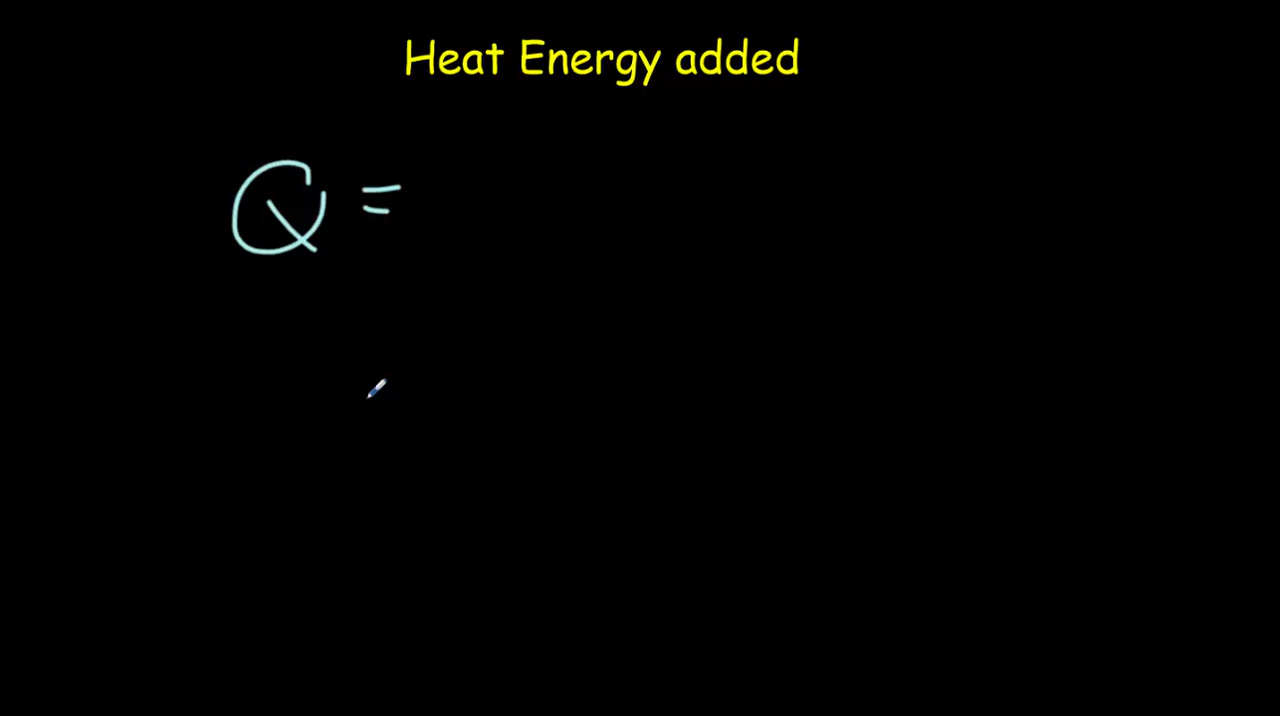 Heat Energy added
Q =